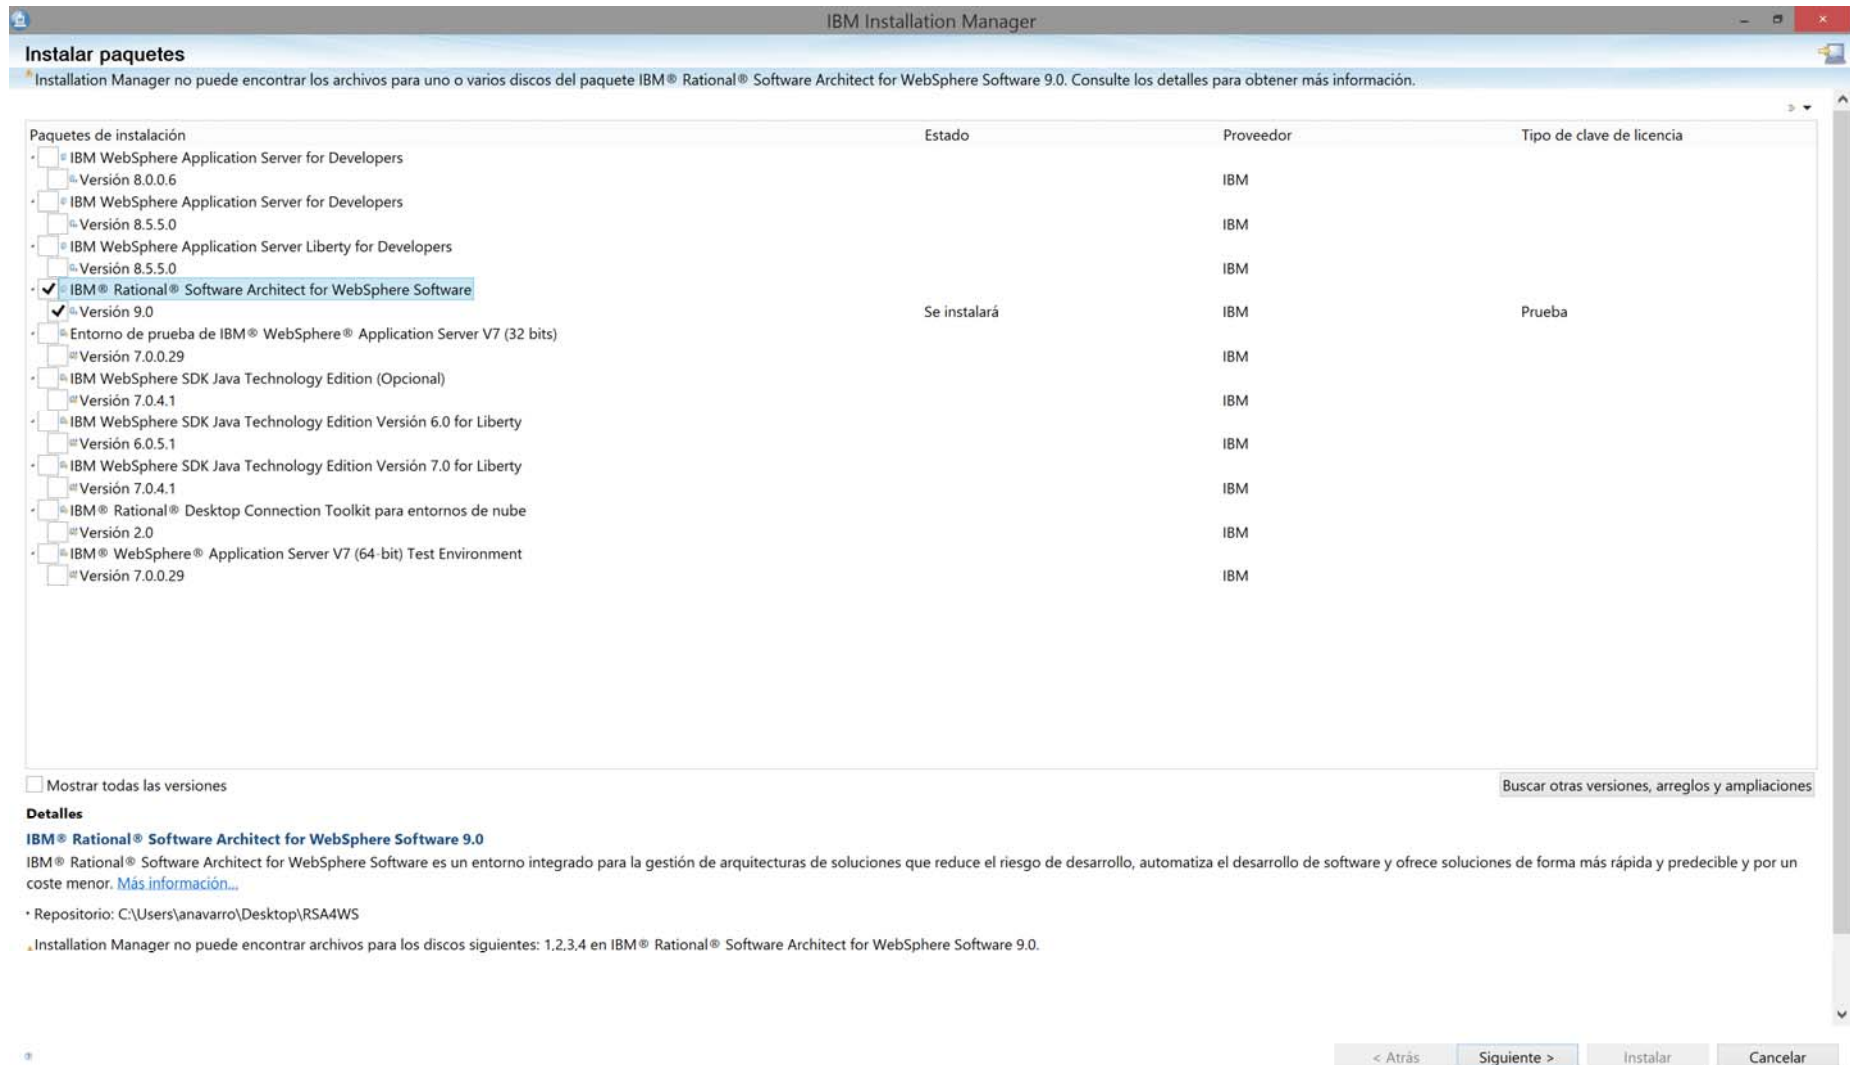 IBM Installation Manager
Instalar paquetes
Installation Manager no puede encontrar los archivos para uno o varios discos del paquete IBM® Rational® Software Architect for WebSphere Software 9.0. Consulte los detalles para obtener más información.
Paquetes de instalación Estado Proveedor Tipo de clave de licencia
IBM WebSphere Application Server for Developers
Versión 8.0.0.6 IBM
IBM WebSphere Application Server for Developers
Versión 8.5.5.0 IBM
IBM WebSphere Application Server Liberty for Developers
Versión 8.5.5.0 IBM
IBM® Rational® Software Architect for WebSphere Software
Versión 9.0 Se instalará IBM Prueba
Entorno de prueba de IBM® WebSphere® Application Server V7 (32 bits)
Versión 7.0.0.29 IBM
IBM WebSphere SDK Java Technology Edition (Opcional)
Versión 7.0.4.1 IBM
IBM WebSphere SDK Java Technology Edition Versión 6.0 for Liberty
Versión 6.0.5.1 IBM
IBM WebSphere SDK Java Technology Edition Versión 7.0 for Liberty
Versión 7.0.4.1 IBM
IBM® Rational® Desktop Connection Toolkit para entornos de nube
Versión 2.0 IBM
IBM® WebSphere® Application Server V7 (64-bit) Test Environment
Versión 7.0.0.29 IBM
Mostrar todas las versiones Buscar otras versiones, arreglos y ampliaciones
Detalles
IBM® Rational® Software Architect for WebSphere Software 9.0
IBM® Rational® Software Architect for WebSphere Software es un entorno integrado para la gestión de arquitecturas de soluciones que reduce el riesgo de desarrollo, automatiza el desarrollo de software y ofrece soluciones de forma más rápida y predecible y por un
coste menor. Más información...
· Repositorio: C:\Users\anavarro\Desktop\RSA4WS
Installation Manager no puede encontrar archivos para los discos siguientes: 1,2,3,4 en IBM® Rational® Software Architect for WebSphere Software 9.0.
< Atrás Siguiente > Instalar Cancelar